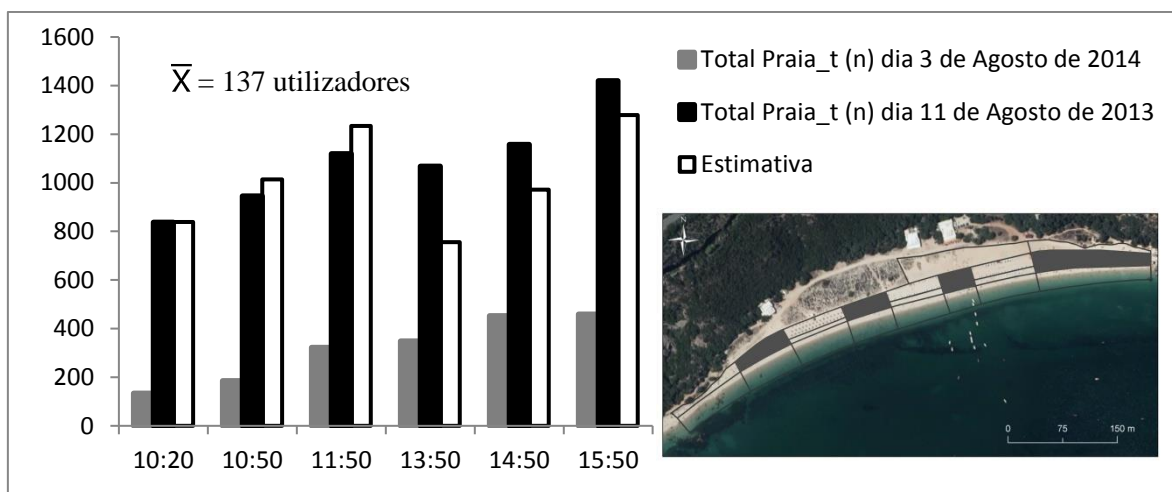 1600
1400
1200
1000
800
600
400
200
0
X̅ = 137 utilizadores
10:20 10:50 11:50 13:50 14:50 15:50
Total Praia_t (n) dia 3 de Agosto de 2014
Total Praia_t (n) dia 11 de Agosto de 2013
Estimativa
0 75 150 m